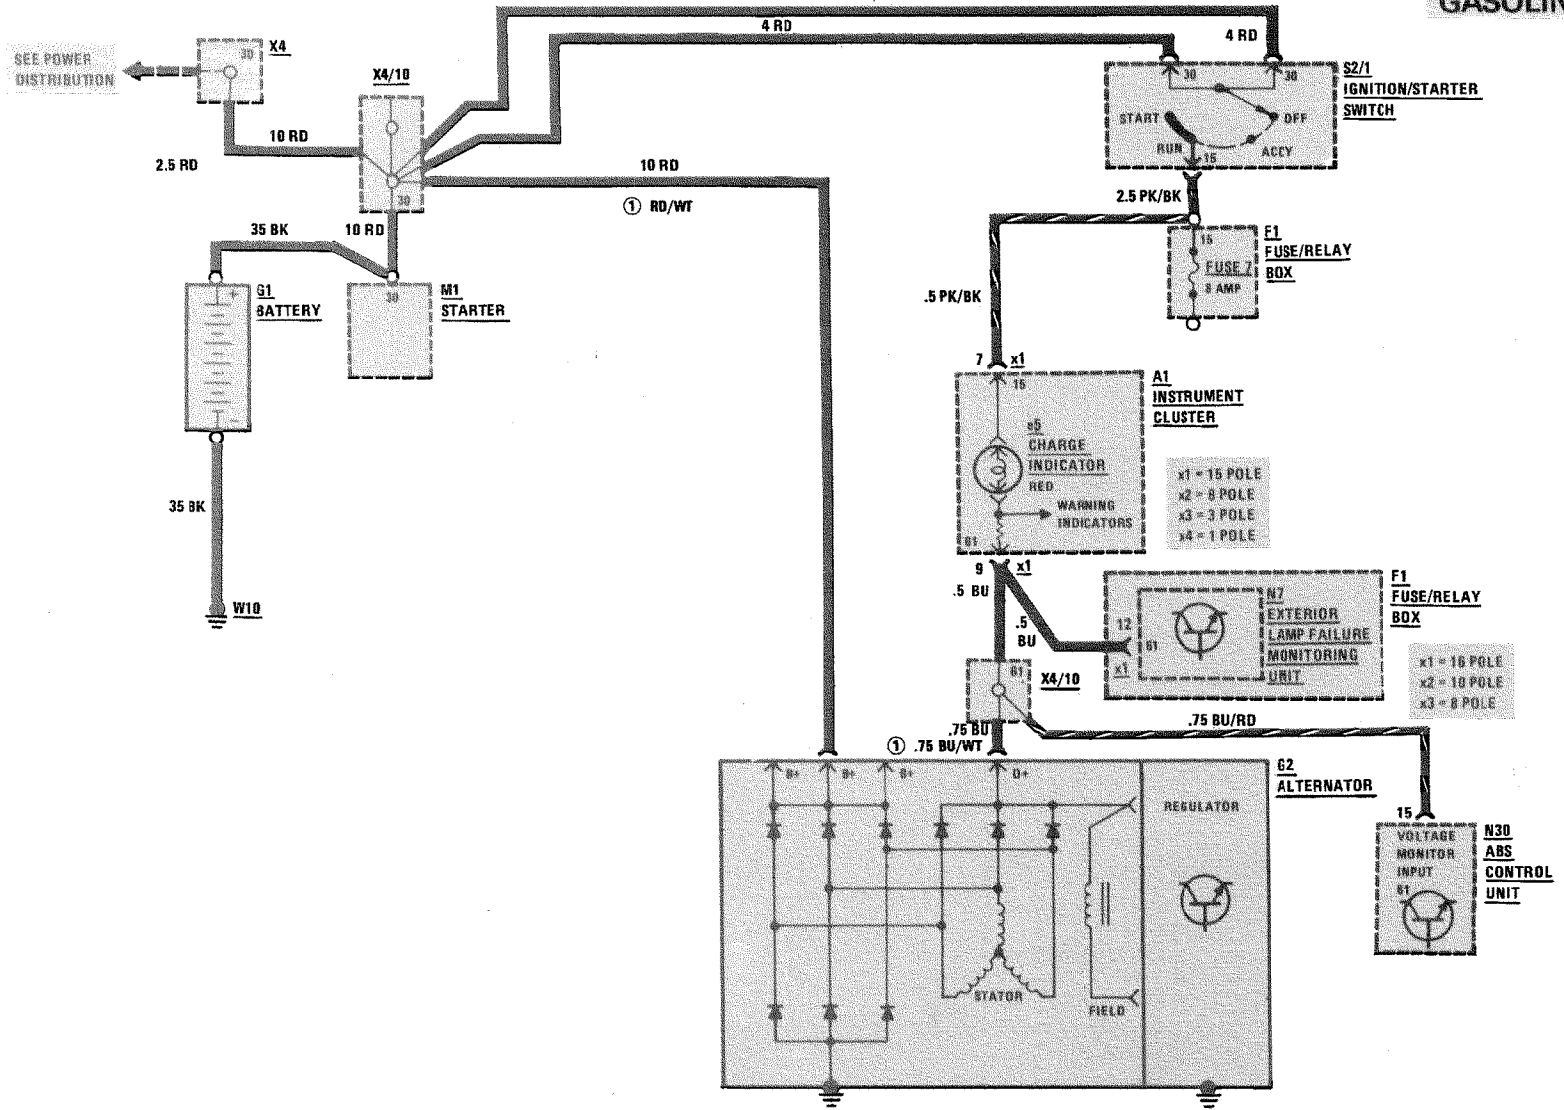 GASOLIN
SEE POWER
DISTRIBUTION
30
X4
10 RD
2.5 RD
X4/10
30
4 RD
4 RD
10 RD
① RD/WT
35 BK
10 RD
G1
BATTERY
+
-
30
M1
STARTER
35 BK
W10
30
30
START
OFF
RUN
ACCY
15
S2/1
IGNITION/STARTER
SWITCH
2.5 PK/BK
15
FUSE 7
8 AMP
F1
FUSE/RELAY
BOX
.5 PK/BK
7 x1
15
A1
INSTRUMENT
CLUSTER
e5
CHARGE
INDICATOR
RED
WARNING
INDICATORS
61
x1 = 15 POLE
x2 = 8 POLE
x3 = 3 POLE
x4 = 1 POLE
9 x1
.5 BU
.5
BU
12
x1
61
N7
EXTERIOR
LAMP FAILURE
MONITORING
UNIT
F1
FUSE/RELAY
BOX
x1 = 16 POLE
x2 = 10 POLE
x3 = 8 POLE
61
X4/10
.75 BU
① .75 BU/WT
.75 BU/RD
B+
B+
B+
D+
G2
ALTERNATOR
REGULATOR
STATOR
FIELD
15
VOLTAGE
MONITOR
INPUT
61
N30
ABS
CONTROL
UNIT